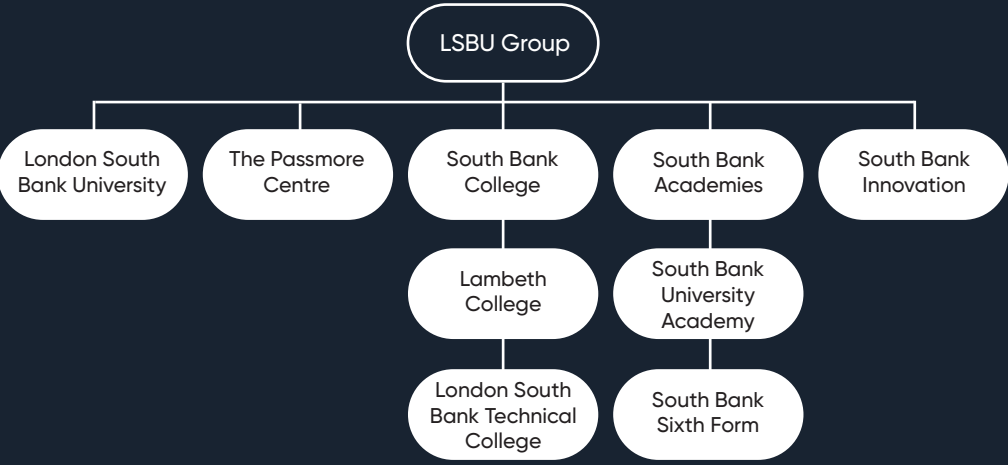 LSBU Group
London South
Bank University
The Passmore
Centre
South Bank
College
South Bank
Academies
South Bank
Innovation
Lambeth
College
South Bank
University
Academy
London South
Bank Technical
College
South Bank
Sixth Form